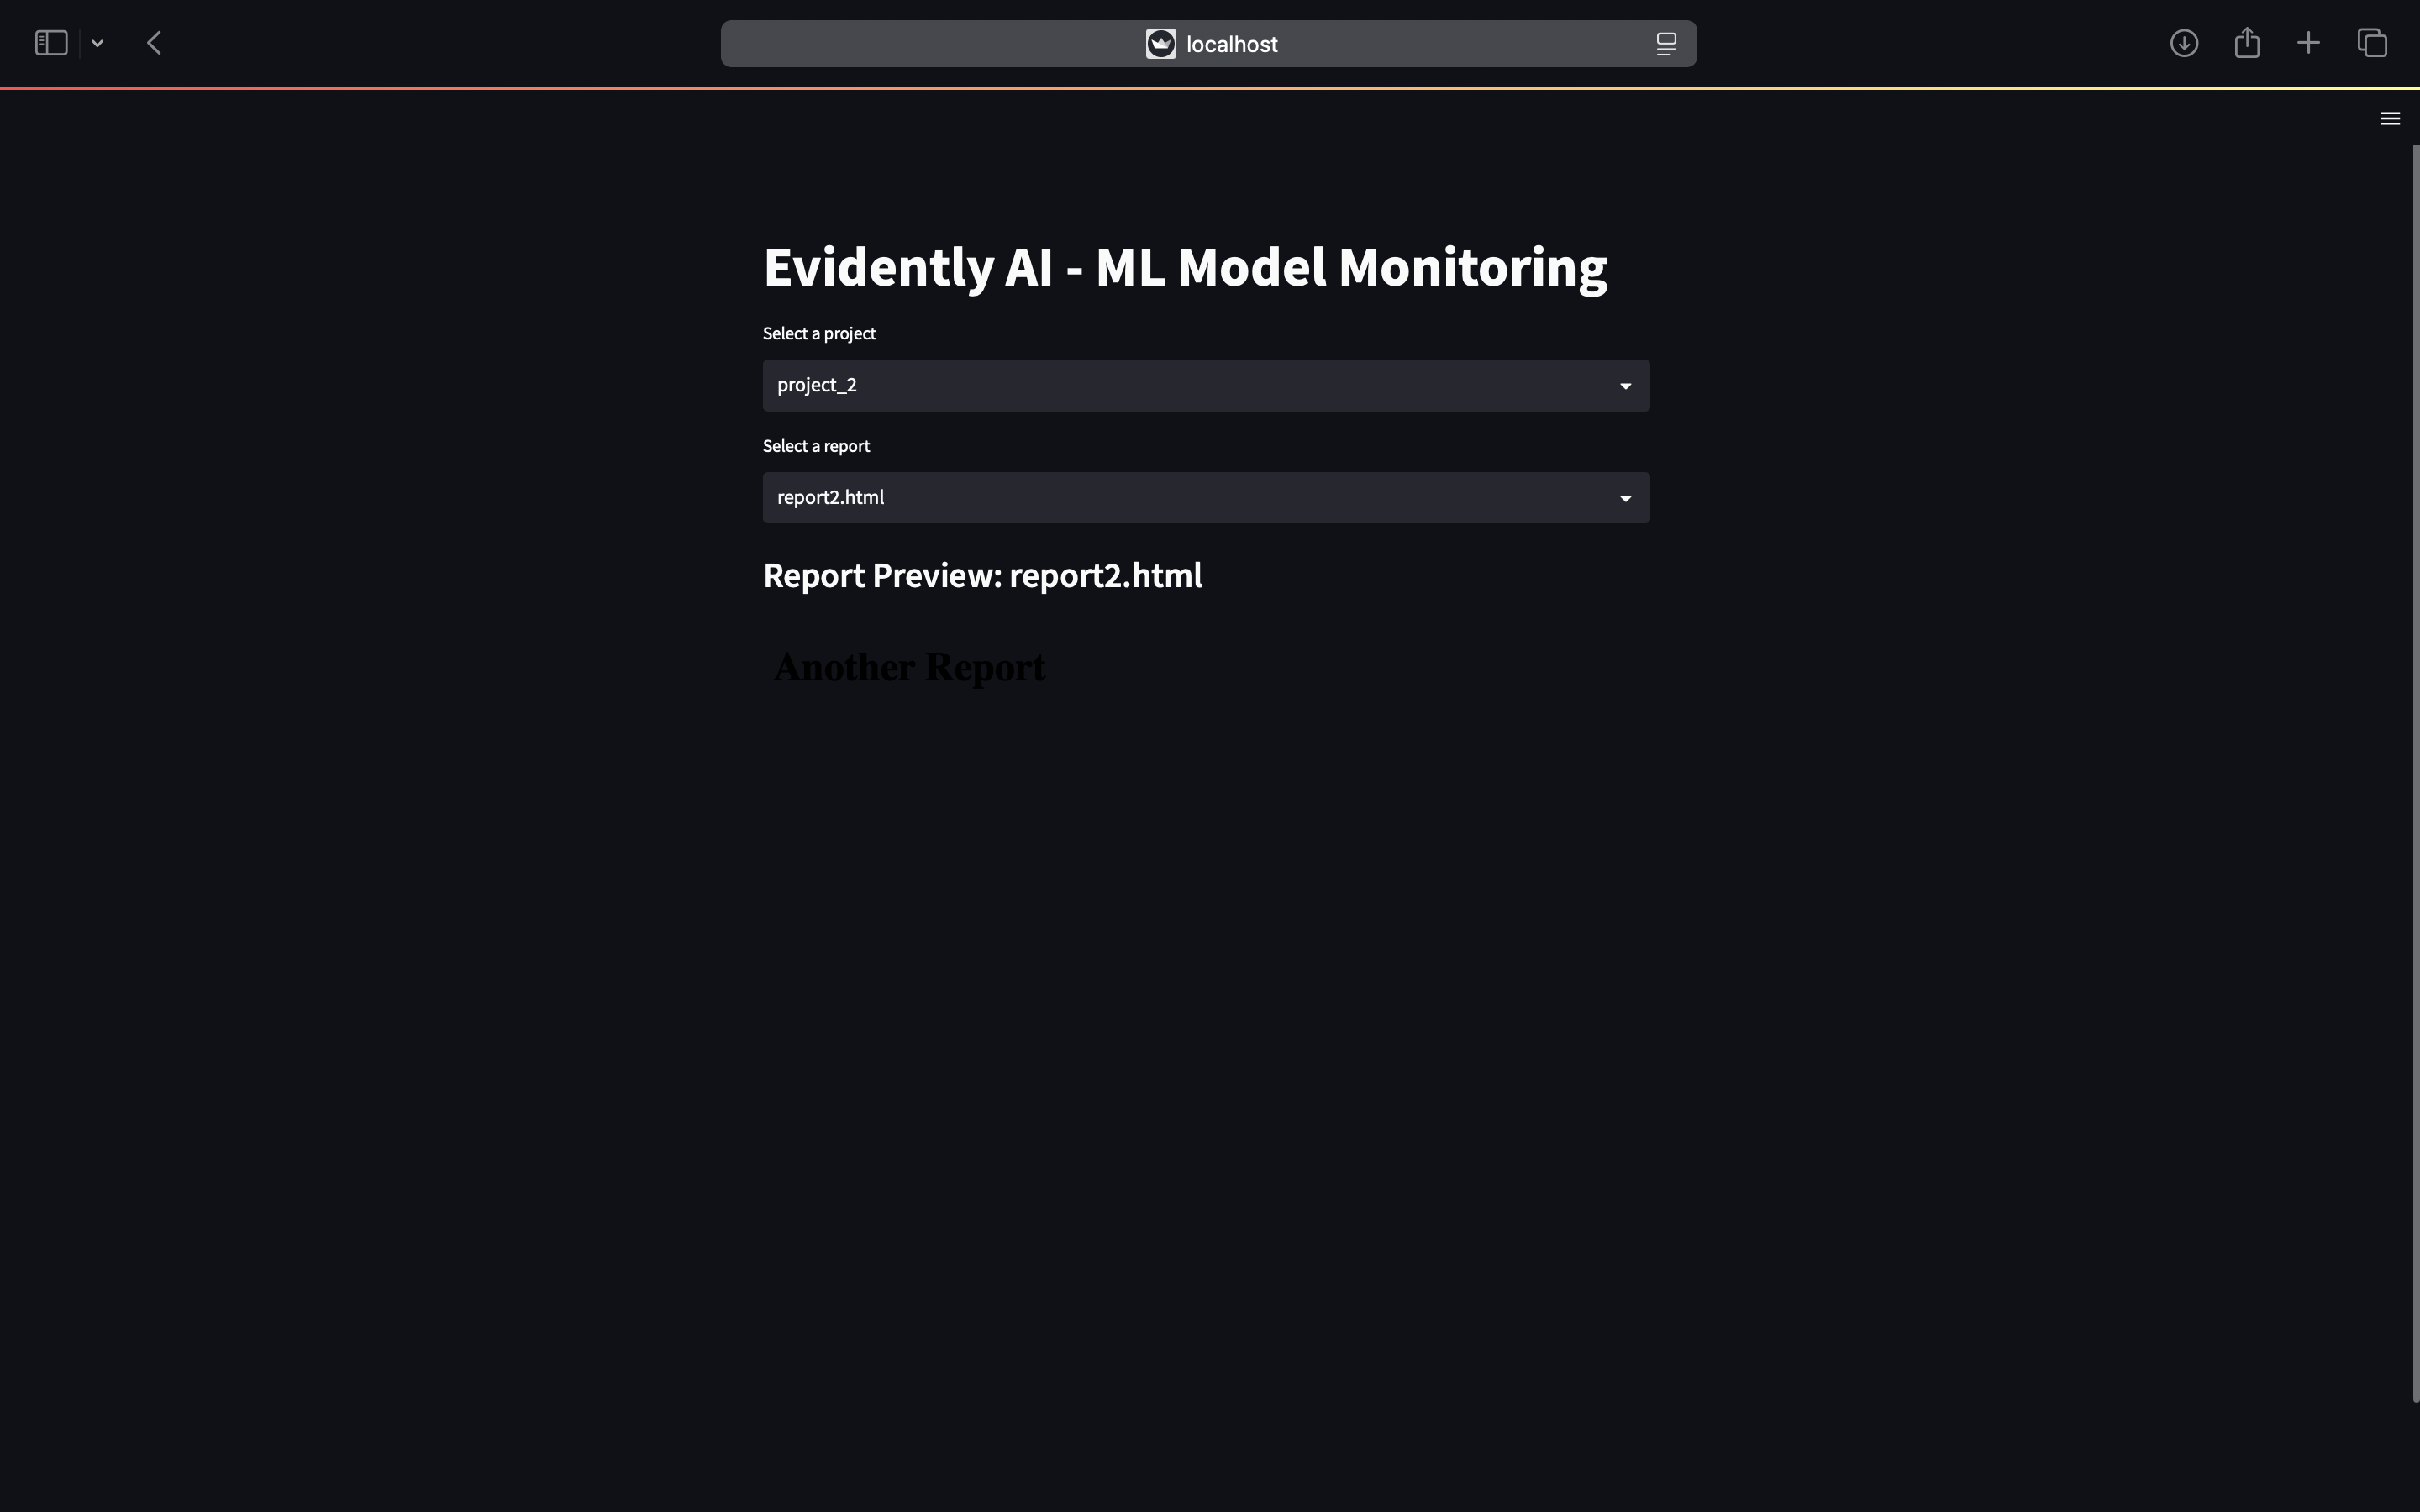 localhost
Evidently AI - ML Model Monitoring
Select a project
project_2
Select a report
report2.html
Report Preview: report2.html
Another Report